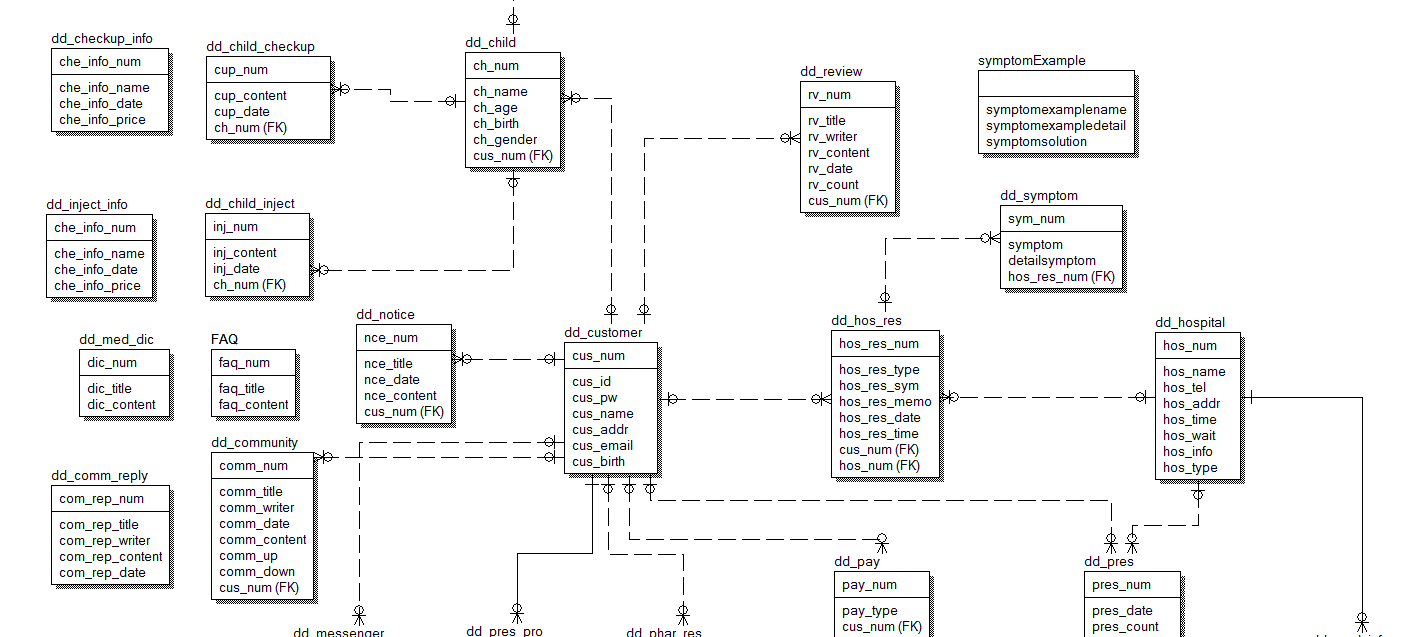 dd_checkup_info
che_info_num
che_info_name
che_info_date
che_info_price
dd_child_checkup
cup_num
cup_content
cup_date
ch_num (FK)
dd_child
ch_num
ch_name
ch_age
ch_birth
ch_gender
cus_num (FK)
dd_review
rv_num
rv_title
rv_writer
rv_content
rv_date
rv_count
cus_num (FK)
symptomExample
symptomexamplename
symptomexampledetail
symptomsolution
dd_inject_info
che_info_num
che_info_name
che_info_date
che_info_price
dd_child_inject
inj_num
inj_content
inj_date
ch_num (FK)
dd_symptom
sym_num
symptom
detailsymptom
hos_res_num (FK)
dd_med_dic
dic_num
dic_title
dic_content
FAQ
faq_num
faq_title
faq_content
dd_notice
nce_num
nce_title
nce_date
nce_content
cus_num (FK)
dd_customer
cus_num
cus_id
cus_pw
cus_name
cus_addr
cus_email
cus_birth
dd_hos_res
hos_res_num
hos_res_type
hos_res_sym
hos_res_memo
hos_res_date
hos_res_time
cus_num (FK)
hos_num (FK)
dd_hospital
hos_num
hos_name
hos_tel
hos_addr
hos_time
hos_wait
hos_info
hos_type
dd_comm_reply
com_rep_num
com_rep_title
com_rep_writer
com_rep_content
com_rep_date
dd_community
comm_num
comm_title
comm_writer
comm_date
comm_content
comm_up
comm_down
cus_num (FK)
dd_messenger
dd_pres_pro
dd_phar_res
dd_pay
pay_num
pay_type
cus_num (FK)
dd_pres
pres_num
pres_date
pres_count